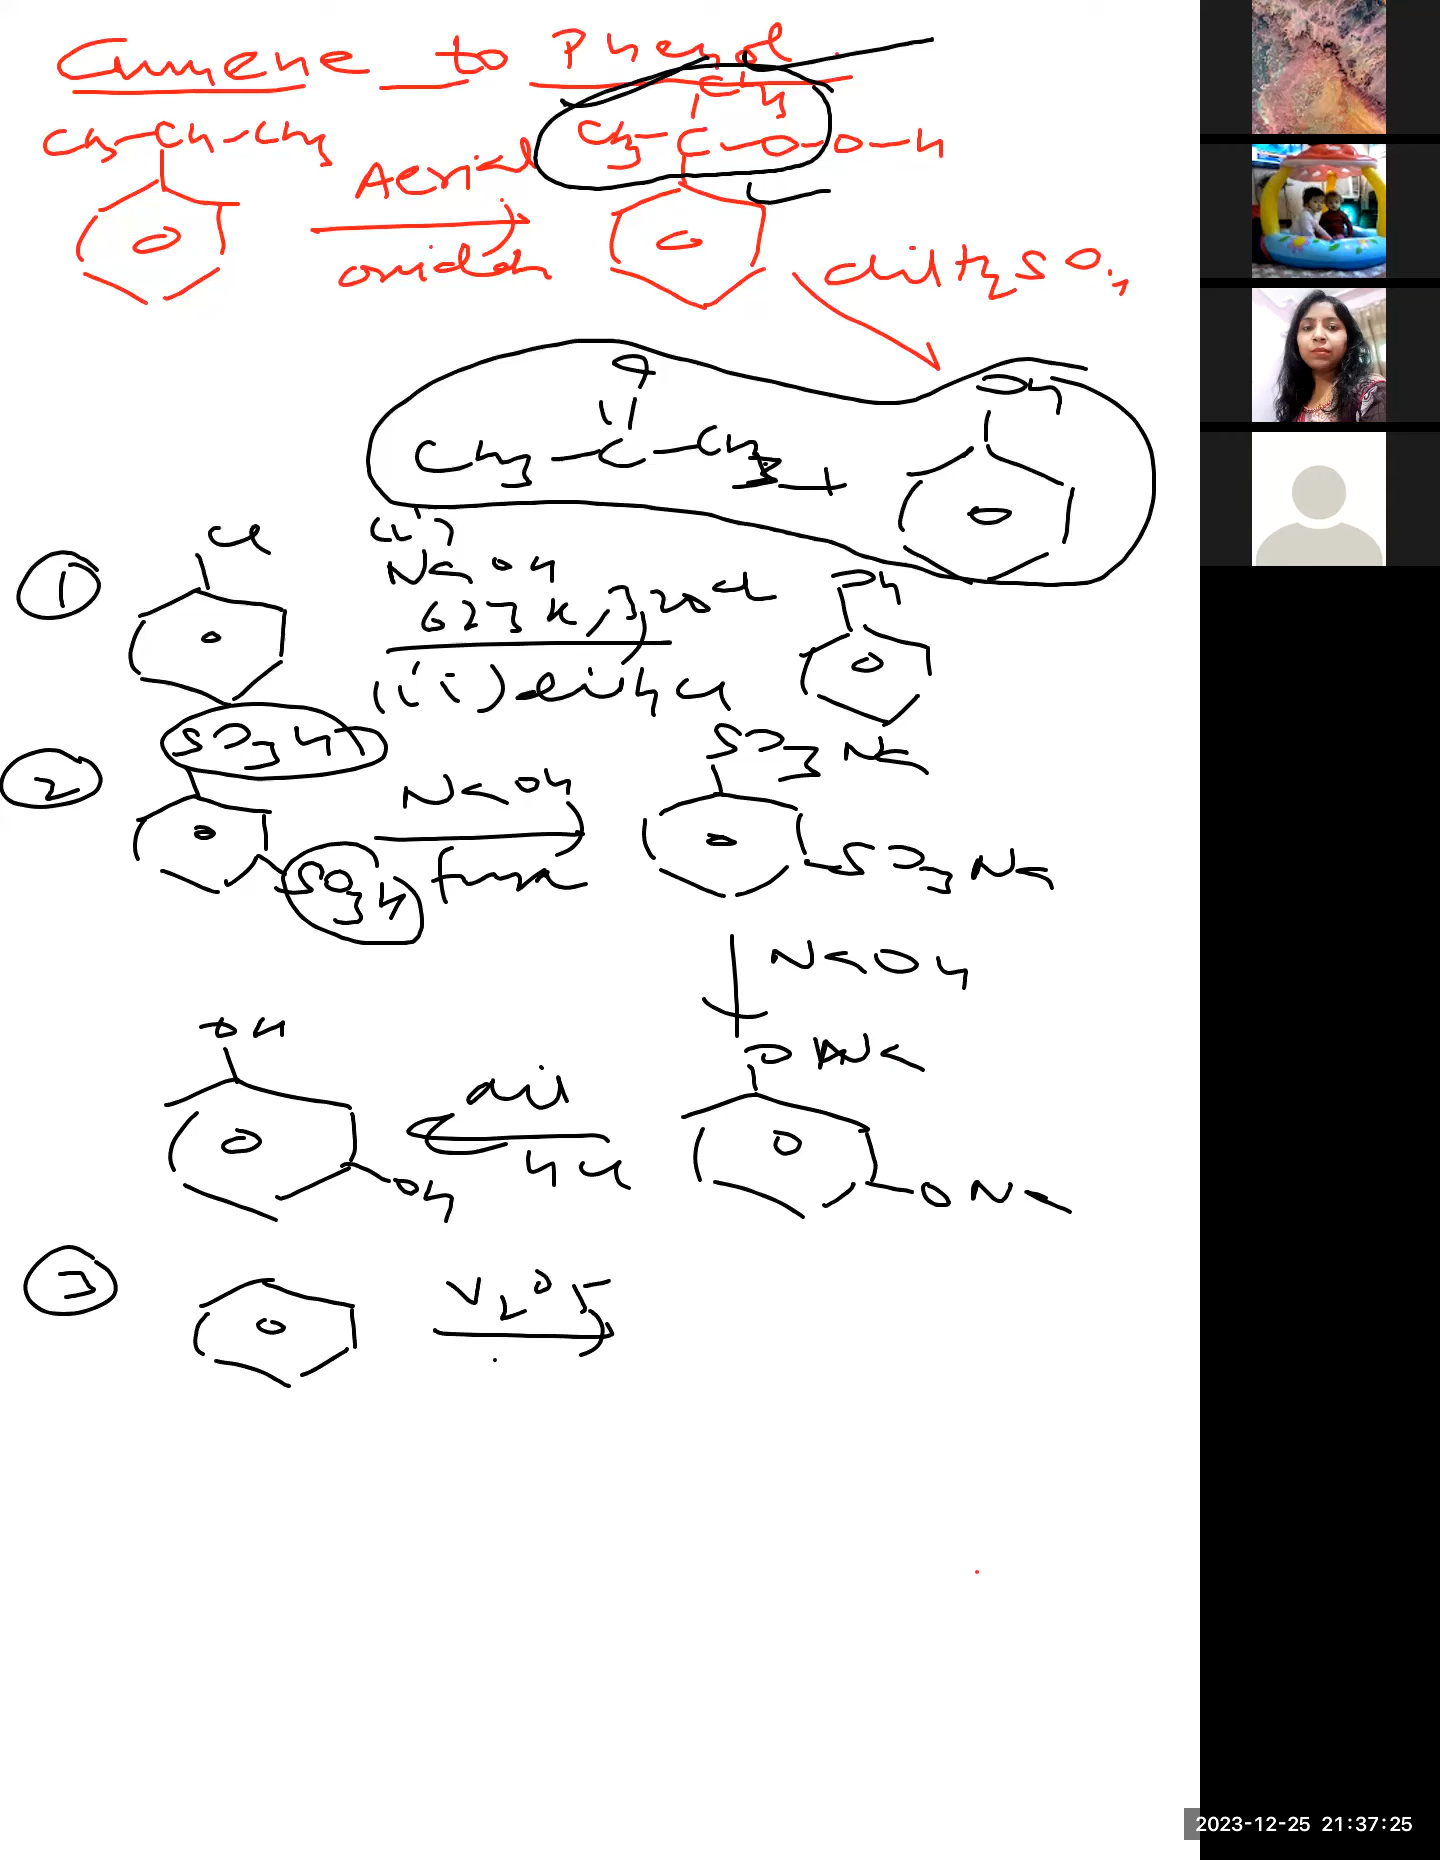 Cumene to Phenol
CH3
CH3-CH-CH3
Aerial
CH3-C-O-O-H
oxidation
dil H2SO4
O
OH
CH3-C-CH3 +
(i)
Cl
NaOH
1
623 K, 320 at
OH
(ii) dil HCl
SO3H
SO3Na
2
NaOH
SO3H
fuse
SO3Na
NaOH
OH
ONa
dil
HCl
OH
ONa
3
V2O5
2023-12-25 21:37:25